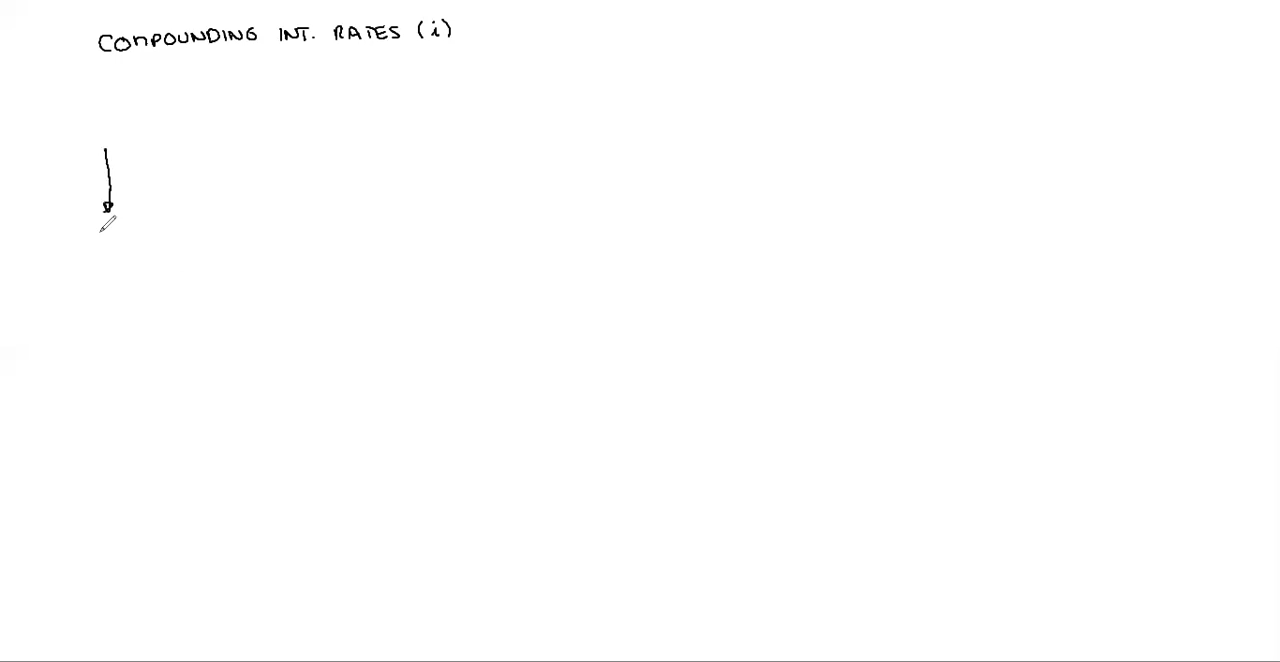 COMPOUNDING INT. RATES (i)